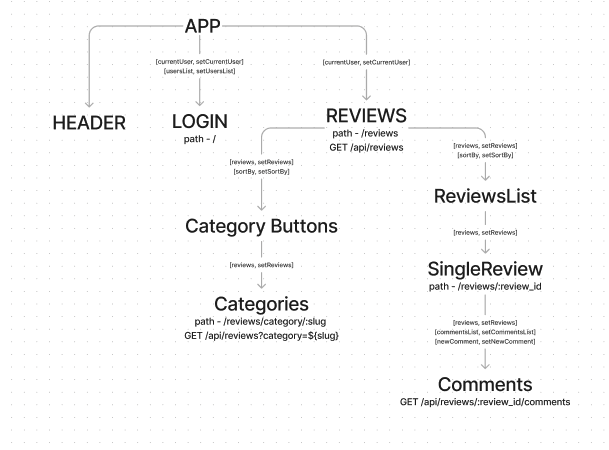 APP
[currentUser, setCurrentUser]
[usersList, setUsersList]
[currentUser, setCurrentUser]
HEADER
LOGIN
path - /
REVIEWS
path - /reviews
GET /api/reviews
[reviews, setReviews]
[sortBy, setSortBy]
[reviews, setReviews]
[sortBy, setSortBy]
Category Buttons
ReviewsList
[reviews, setReviews]
[reviews, setReviews]
Categories
path - /reviews/category/:slug
GET /api/reviews?category=${slug}
SingleReview
path - /reviews/:review_id
[reviews, setReviews]
[commentsList, setCommentsList]
[newComment, setNewComment]
Comments
GET /api/reviews/:review_id/comments